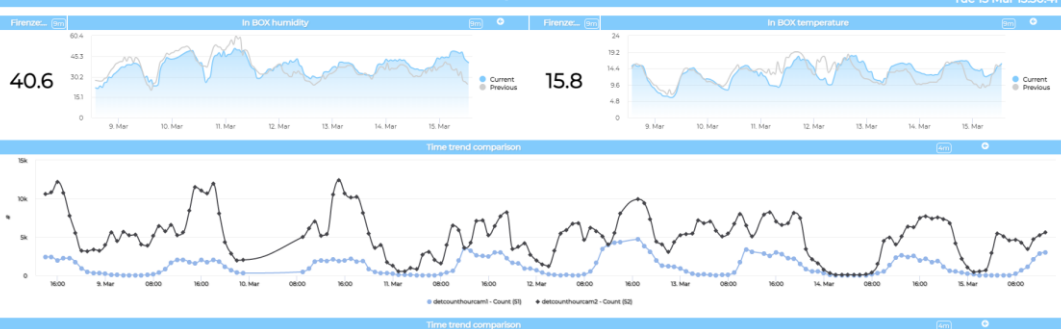 Tue 15 Mar 15:50:41
Firenze:... 9m In BOX humidity 9m
Firenze:... 9m In BOX temperature 9m
60.4
45.3
30.2
15.1
0
40.6
9. Mar 10. Mar 11. Mar 12. Mar 13. Mar 14. Mar 15. Mar
Current
Previous
24
19.2
14.4
9.6
4.8
0
15.8
9. Mar 10. Mar 11. Mar 12. Mar 13. Mar 14. Mar 15. Mar
Current
Previous
Time trend comparison 4m
15k
10k
5k
0
#
16:00 9. Mar 08:00 16:00 10. Mar 08:00 16:00 11. Mar 08:00 16:00 12. Mar 08:00 16:00 13. Mar 08:00 16:00 14. Mar 08:00 16:00 15. Mar 08:00
detcounthourcam1 - Count (S1) detcounthourcam2 - Count (S2)
Time trend comparison 4m